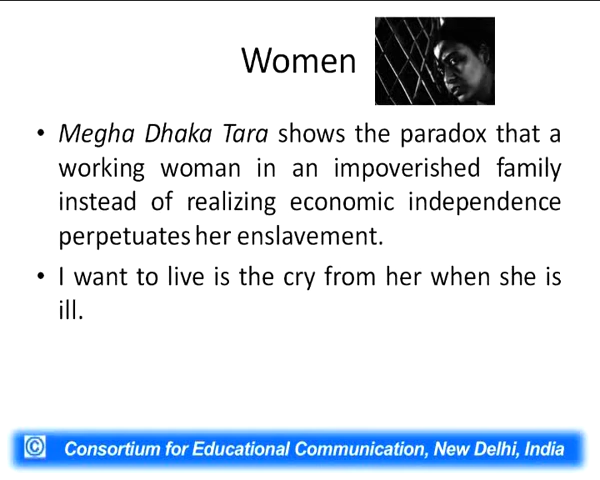 Women
• Megha Dhaka Tara shows the paradox that a
working woman in an impoverished family
instead of realizing economic independence
perpetuates her enslavement.
• I want to live is the cry from her when she is
ill.
© Consortium for Educational Communication, New Delhi, India